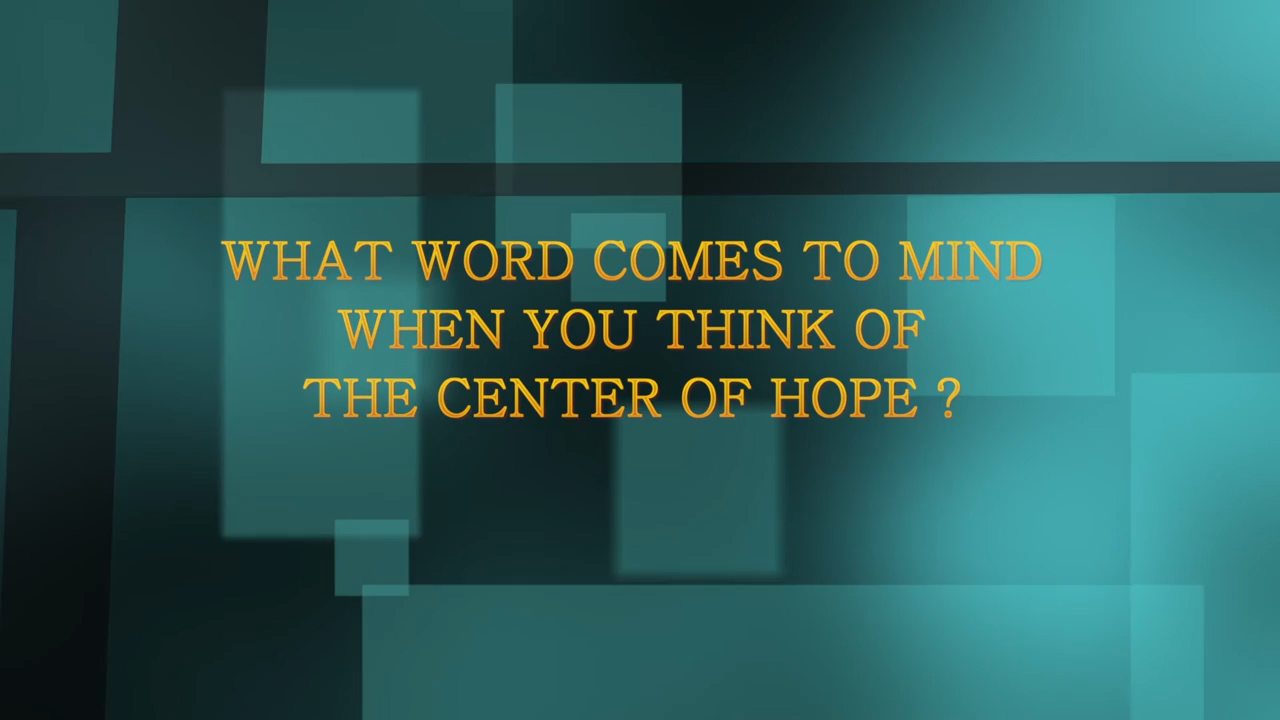 WHAT WORD COMES TO MIND
WHEN YOU THINK OF
THE CENTER OF HOPE ?